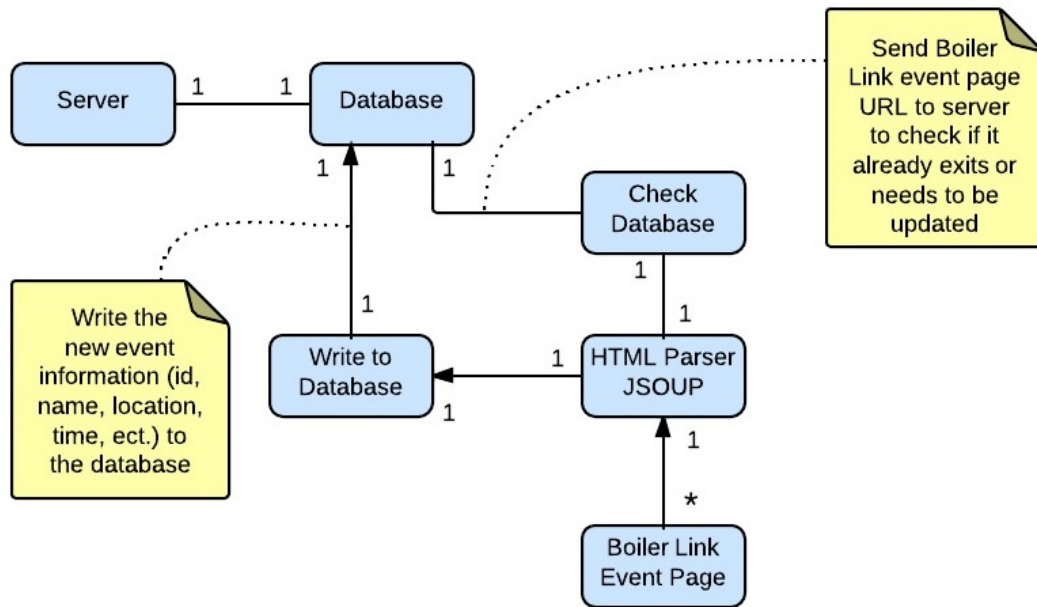 Server
1
1
Database
Send Boiler
Link event page
URL to server
to check if it
already exits or
needs to be
updated
1
1
Check
Database
1
1
Write the
new event
information (id,
name, location,
time, ect.) to
the database
1
Write to
Database
1
1
HTML Parser
JSOUP
1
*
Boiler Link
Event Page